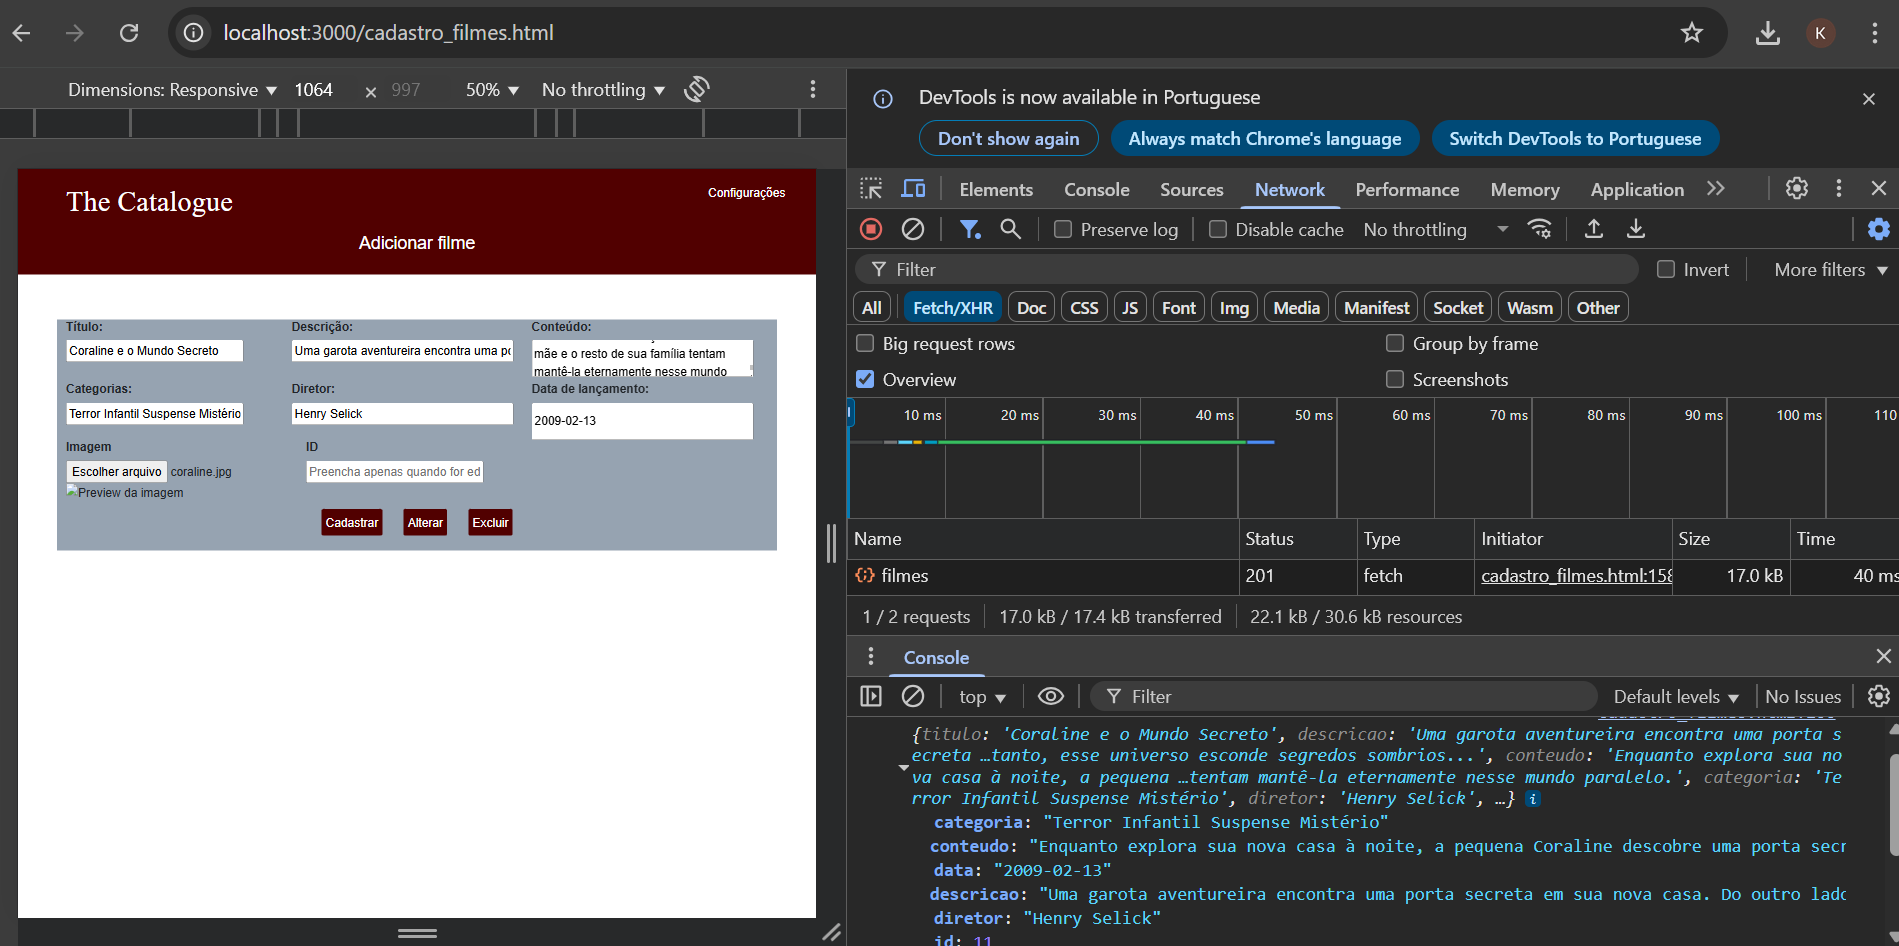 localhost:3000/cadastro_filmes.html
K
Dimensions: Responsive ▼ 1064 × 997 50% ▼ No throttling ▼
The Catalogue
Configurações
Adicionar filme
Título: Descrição: Conteúdo:
Coraline e o Mundo Secreto Uma garota aventureira encontra uma po
mãe e o resto de sua família tentam
mantê-la eternamente nesse mundo
Categorias: Diretor: Data de lançamento:
Terror Infantil Suspense Mistério Henry Selick 2009-02-13
Imagem ID
Escolher arquivo coraline.jpg Preencha apenas quando for ed
Preview da imagem
Cadastrar Alterar Excluir
DevTools is now available in Portuguese
Don't show again Always match Chrome's language Switch DevTools to Portuguese
Elements Console Sources Network Performance Memory Application
Preserve log Disable cache No throttling
Filter Invert More filters ▼
All Fetch/XHR Doc CSS JS Font Img Media Manifest Socket Wasm Other
Big request rows Group by frame
Overview Screenshots
10 ms 20 ms 30 ms 40 ms 50 ms 60 ms 70 ms 80 ms 90 ms 100 ms 110
Name Status Type Initiator Size Time
filmes 201 fetch cadastro_filmes.html:158 17.0 kB 40 ms
1 / 2 requests 17.0 kB / 17.4 kB transferred 22.1 kB / 30.6 kB resources
Console
top ▼ Filter Default levels ▼ No Issues
{titulo: 'Coraline e o Mundo Secreto', descricao: 'Uma garota aventureira encontra uma porta s
ecreta …tanto, esse universo esconde segredos sombrios...', conteudo: 'Enquanto explora sua no
va casa à noite, a pequena …tentam mantê-la eternamente nesse mundo paralelo.', categoria: 'Te
rror Infantil Suspense Mistério', diretor: 'Henry Selick', …}
categoria: "Terror Infantil Suspense Mistério"
conteudo: "Enquanto explora sua nova casa à noite, a pequena Coraline descobre uma porta secr
data: "2009-02-13"
descricao: "Uma garota aventureira encontra uma porta secreta em sua nova casa. Do outro lado
diretor: "Henry Selick"
id: 11